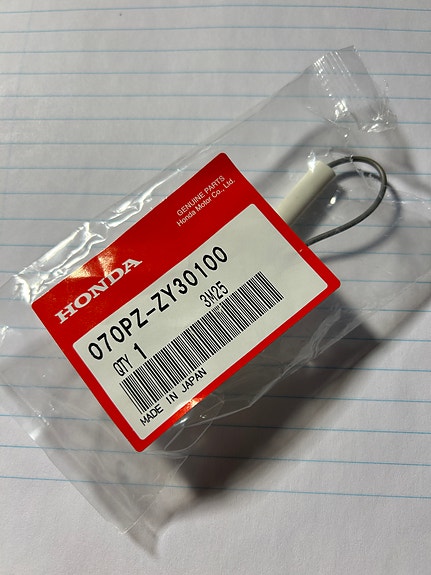 GENUINE PARTS
Honda Motor Co., Ltd.
HONDA
070PZ-ZY30100
QTY 1
3M25
MADE IN JAPAN